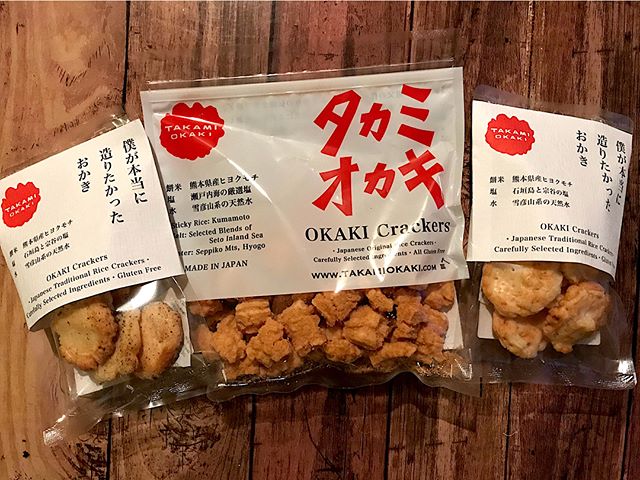 TAKAMI
OKAKI
僕が本当に
造りたかった
おかき
餅米 熊本県産ヒヨクモチ
塩 石垣島と宗谷の塩
水 雪彦山系の天然水
OKAKI Crackers
- Japanese Traditional Rice Crackers -
Carefully Selected Ingredients - Gluten Free
TAKAMI
OKAKI
タカミ
オカキ
餅米 熊本県産ヒヨクモチ
塩 瀬戸内海の厳選塩
水 雪彦山系の天然水
Sticky Rice: Kumamoto
Salt: Selected Blends of
Seto Inland Sea
Water: Seppiko Mts, Hyogo
MADE IN JAPAN
OKAKI Crackers
- Japanese Original Rice Crackers -
Carefully Selected Ingredients - All Gluten Free
WWW.TAKAMIOKAKI.COM
TAKAMI
OKAKI
僕が本当に
造りたかった
おかき
餅米 熊本県産ヒヨクモチ
塩 石垣島と宗谷の塩
水 雪彦山系の天然水
OKAKI Crackers
- Japanese Traditional Rice Crackers -
Carefully Selected Ingredients - Gluten Free